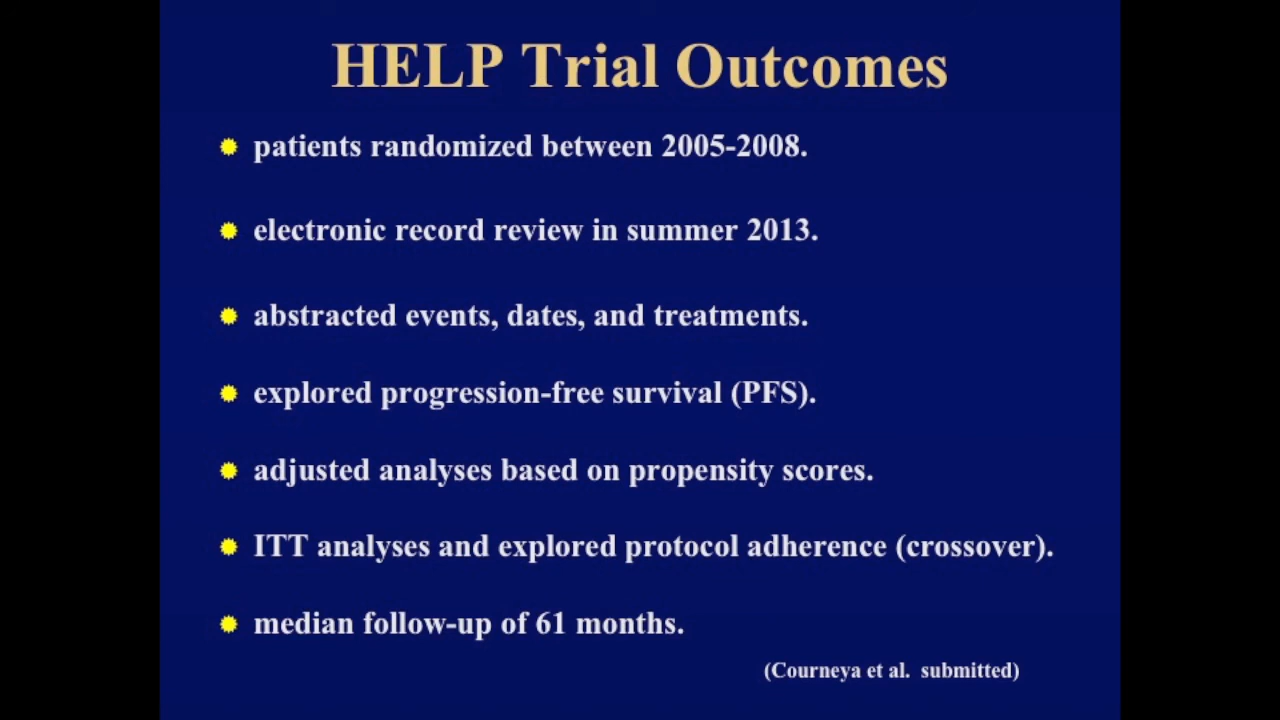 HELP Trial Outcomes
patients randomized between 2005-2008.
electronic record review in summer 2013.
abstracted events, dates, and treatments.
explored progression-free survival (PFS).
adjusted analyses based on propensity scores.
ITT analyses and explored protocol adherence (crossover).
median follow-up of 61 months.
(Courneya et al.  submitted)